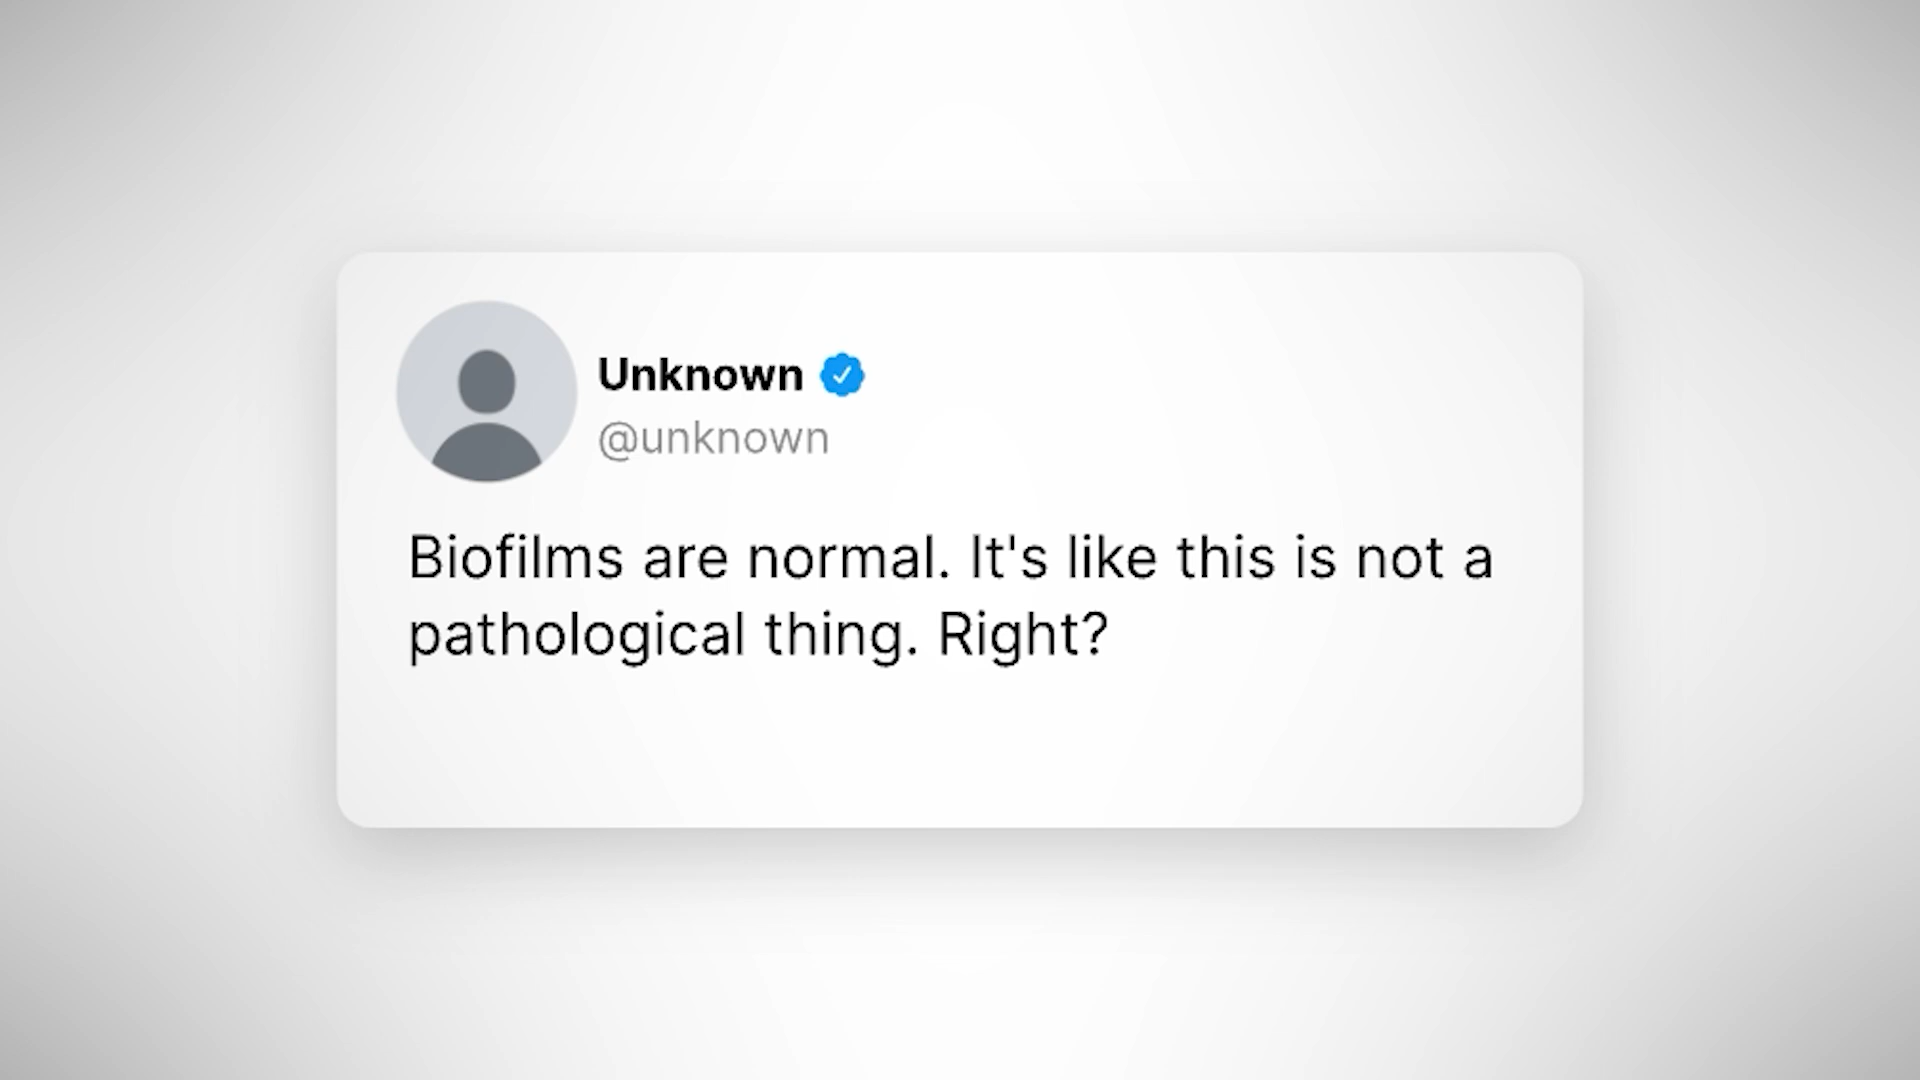 Unknown
@unknown
Biofilms are normal. It's like this is not a
pathological thing. Right?